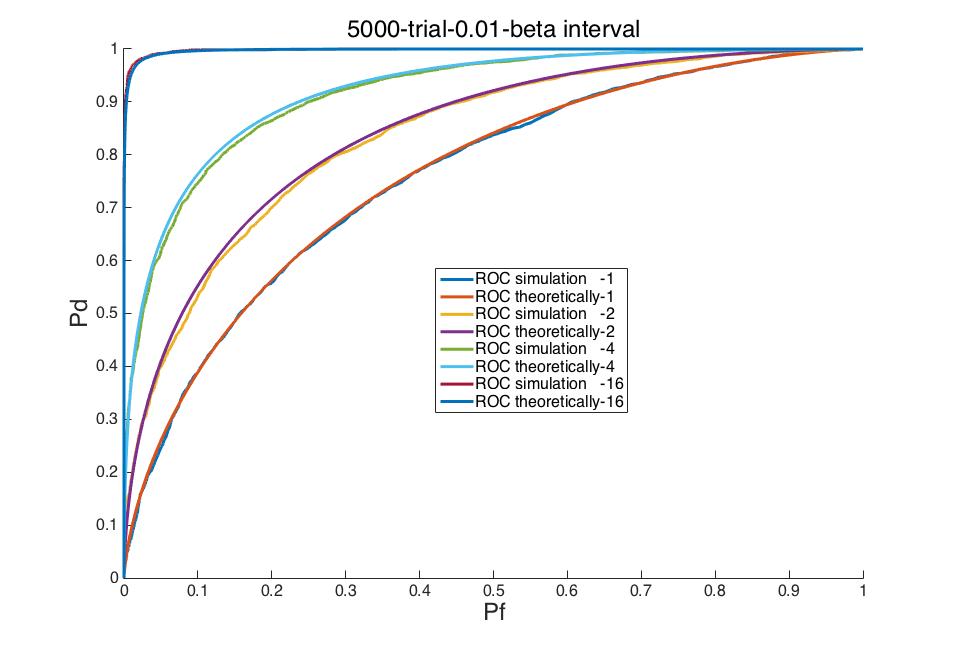 5000-trial-0.01-beta interval
1
0.9
0.8
0.7
0.6
0.5
0.4
0.3
0.2
0.1
0
Pd
ROC simulation -1
ROC theoretically-1
ROC simulation -2
ROC theoretically-2
ROC simulation -4
ROC theoretically-4
ROC simulation -16
ROC theoretically-16
0 0.1 0.2 0.3 0.4 0.5 0.6 0.7 0.8 0.9 1
Pf